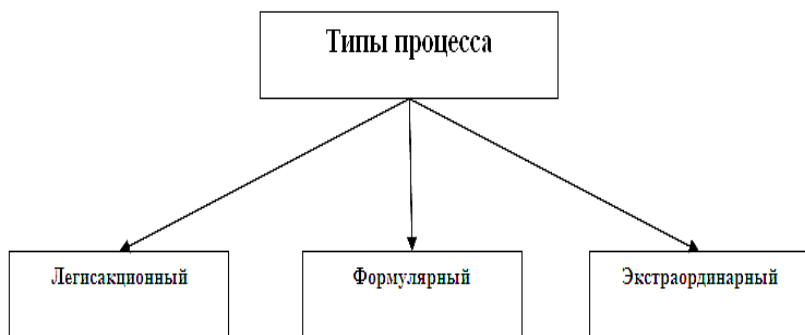 Типы процесса
Легисакционный
Формулярный
Экстраординарный